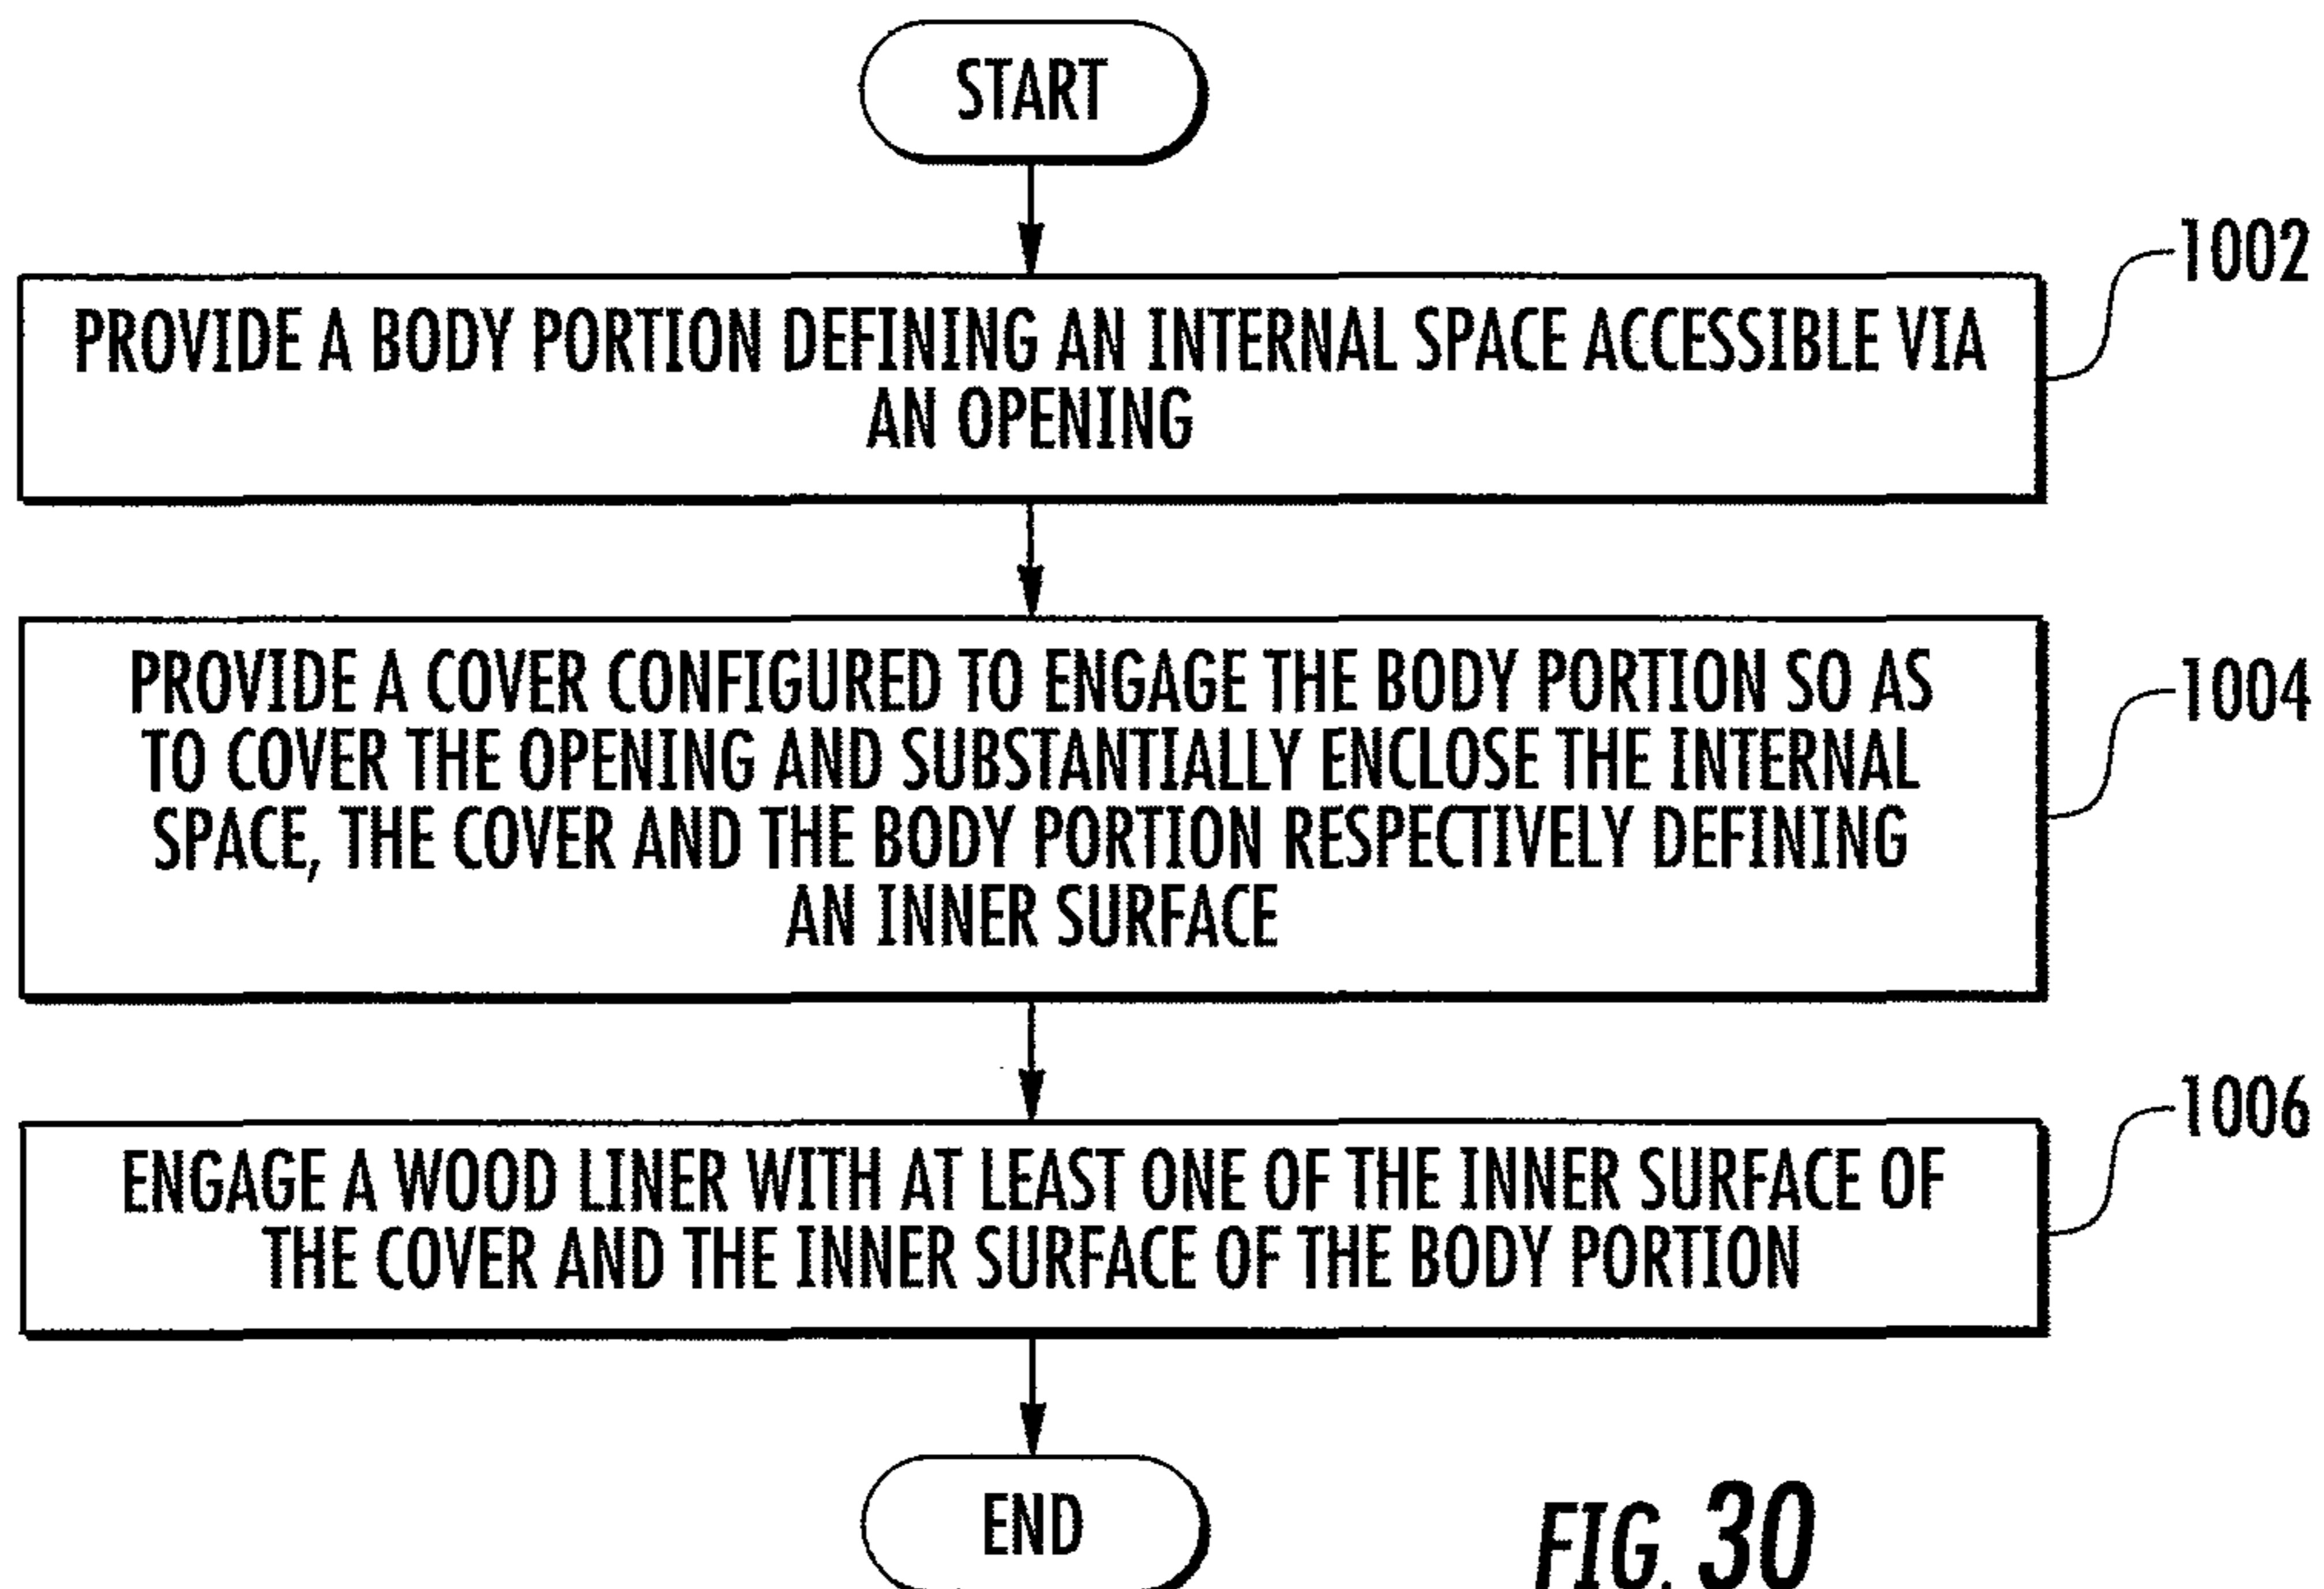 START
1002
PROVIDE A BODY PORTION DEFINING AN INTERNAL SPACE ACCESSIBLE VIA
AN OPENING
PROVIDE A COVER CONFIGURED TO ENGAGE THE BODY PORTION SO AS
TO COVER THE OPENING AND SUBSTANTIALLY ENCLOSE THE INTERNAL
SPACE, THE COVER AND THE BODY PORTION RESPECTIVELY DEFINING
AN INNER SURFACE
1004
ENGAGE A WOOD LINER WITH AT LEAST ONE OF THE INNER SURFACE OF
THE COVER AND THE INNER SURFACE OF THE BODY PORTION
1006
END
FIG. 30